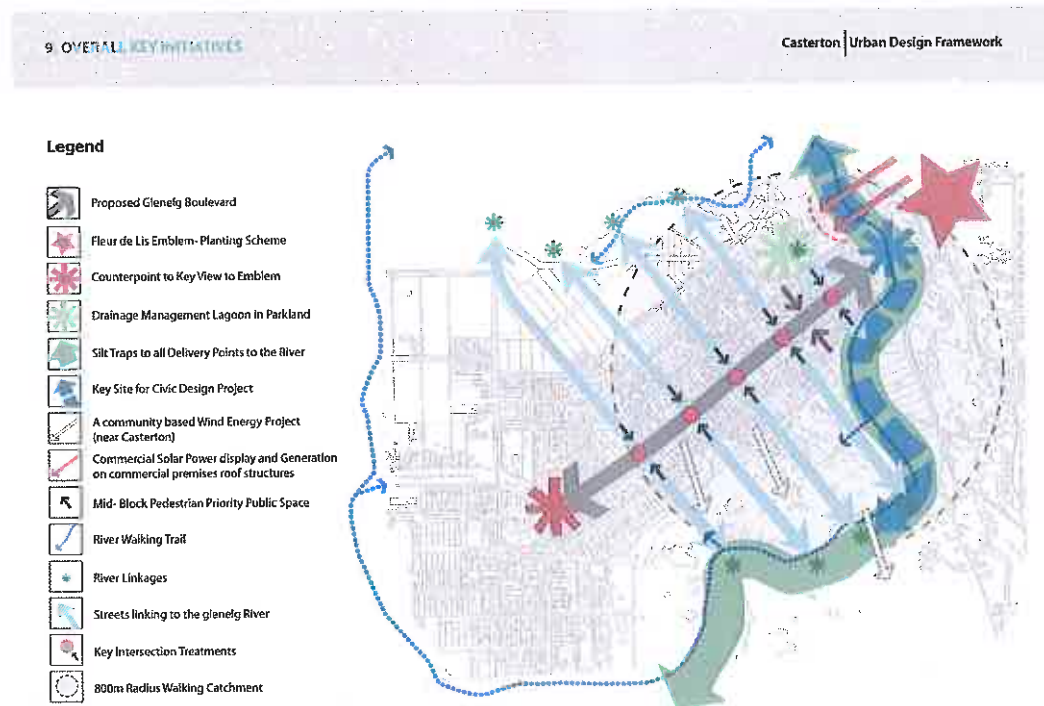 9 OVERALL KEY INITIATIVES
Casterton | Urban Design Framework
Legend
Proposed Glenelg Boulevard
Fleur de Lis Emblem- Planting Scheme
Counterpoint to Key View to Emblem
Drainage Management Lagoon in Parkland
Silt Traps to all Delivery Points to the River
Key Site for Civic Design Project
A community based Wind Energy Project
(near Casterton)
Commercial Solar Power display and Generation
on commercial premises roof structures
Mid- Block Pedestrian Priority Public Space
River Walking Trail
River Linkages
Streets linking to the glenelg River
Key Intersection Treatments
800m Radius Walking Catchment